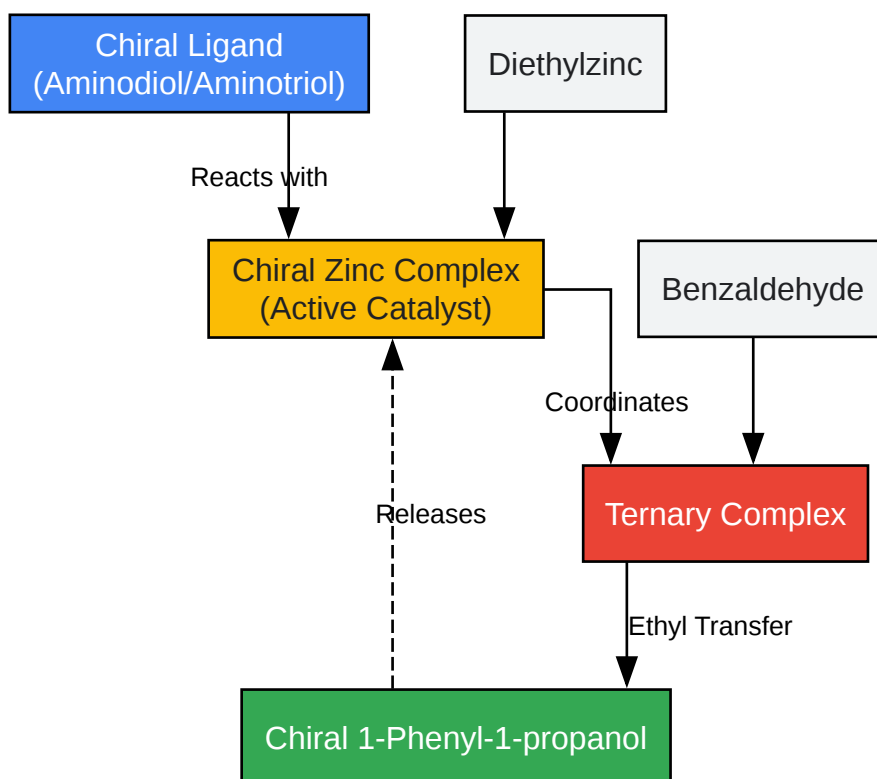 Chiral Ligand
(Aminodiol/Aminotriol)
Diethylzinc
Reacts with
Chiral Zinc Complex
(Active Catalyst)
Benzaldehyde
Coordinates
Releases
Ternary Complex
Ethyl Transfer
Chiral 1-Phenyl-1-propanol